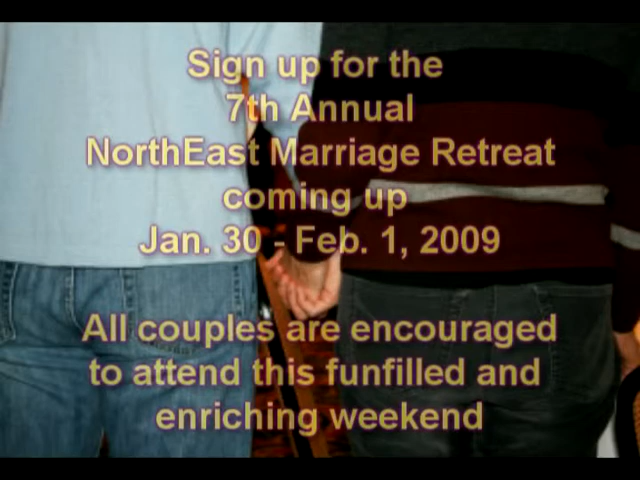 Sign up for the
7th Annual
NorthEast Marriage Retreat
coming up
Jan. 30 - Feb. 1, 2009
All couples are encouraged
to attend this funfilled and
enriching weekend